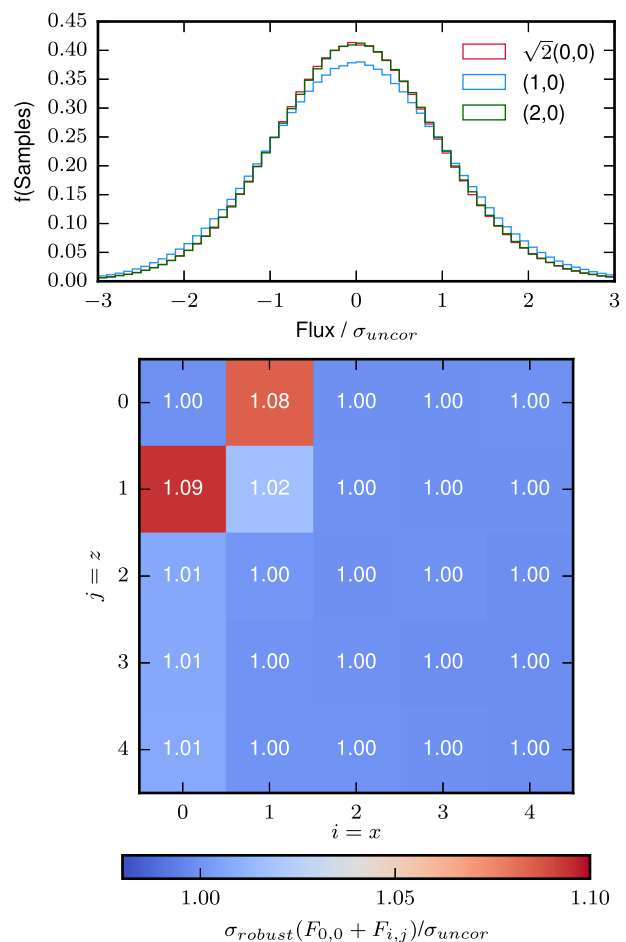 0.45
0.40
0.35
0.30
0.25
0.20
0.15
0.10
0.05
0.00
f(Samples)
√2(0,0)
(1,0)
(2,0)
−3 −2 −1 0 1 2 3
Flux / σ_uncor
0 1.00 1.08 1.00 1.00 1.00
1 1.09 1.02 1.00 1.00 1.00
2 1.01 1.00 1.00 1.00 1.00
3 1.01 1.00 1.00 1.00 1.00
4 1.01 1.00 1.00 1.00 1.00
j = z
0 1 2 3 4
i = x
1.00 1.05 1.10
σ_robust(F_0,0 + F_i,j)/σ_uncor